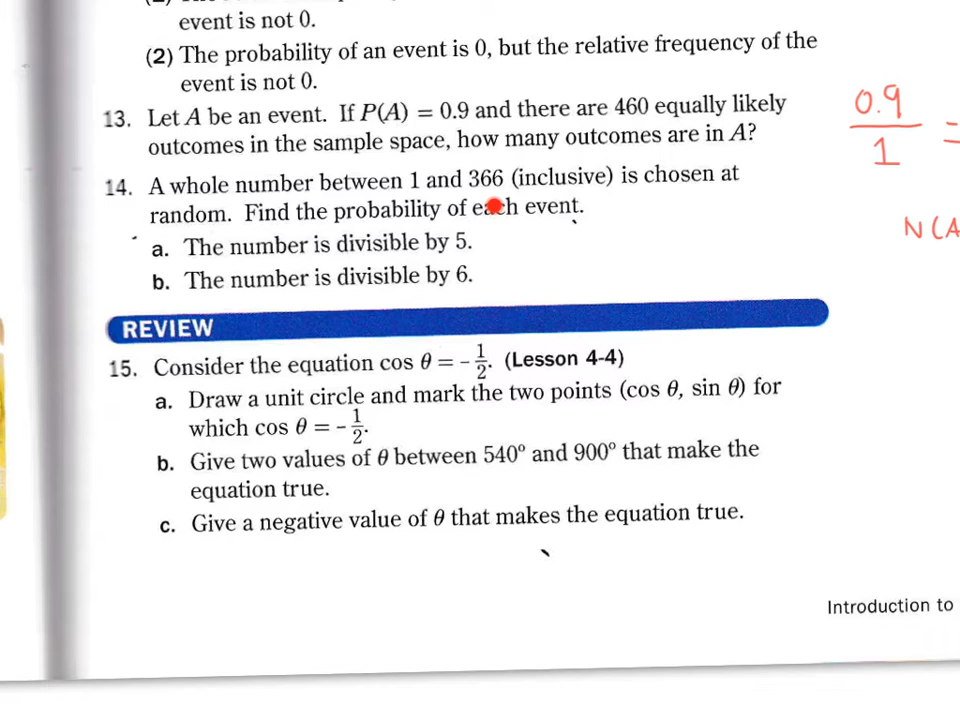 event is not 0.
(2) The probability of an event is 0, but the relative frequency of the
event is not 0.
13. Let A be an event. If P(A) = 0.9 and there are 460 equally likely
outcomes in the sample space, how many outcomes are in A?
0.9
1
=
14. A whole number between 1 and 366 (inclusive) is chosen at
random. Find the probability of each event.
N(A
a. The number is divisible by 5.
b. The number is divisible by 6.
REVIEW
15. Consider the equation cos θ = -1/2. (Lesson 4-4)
a. Draw a unit circle and mark the two points (cos θ, sin θ) for
which cos θ = -1/2.
b. Give two values of θ between 540º and 900º that make the
equation true.
c. Give a negative value of θ that makes the equation true.
Introduction to